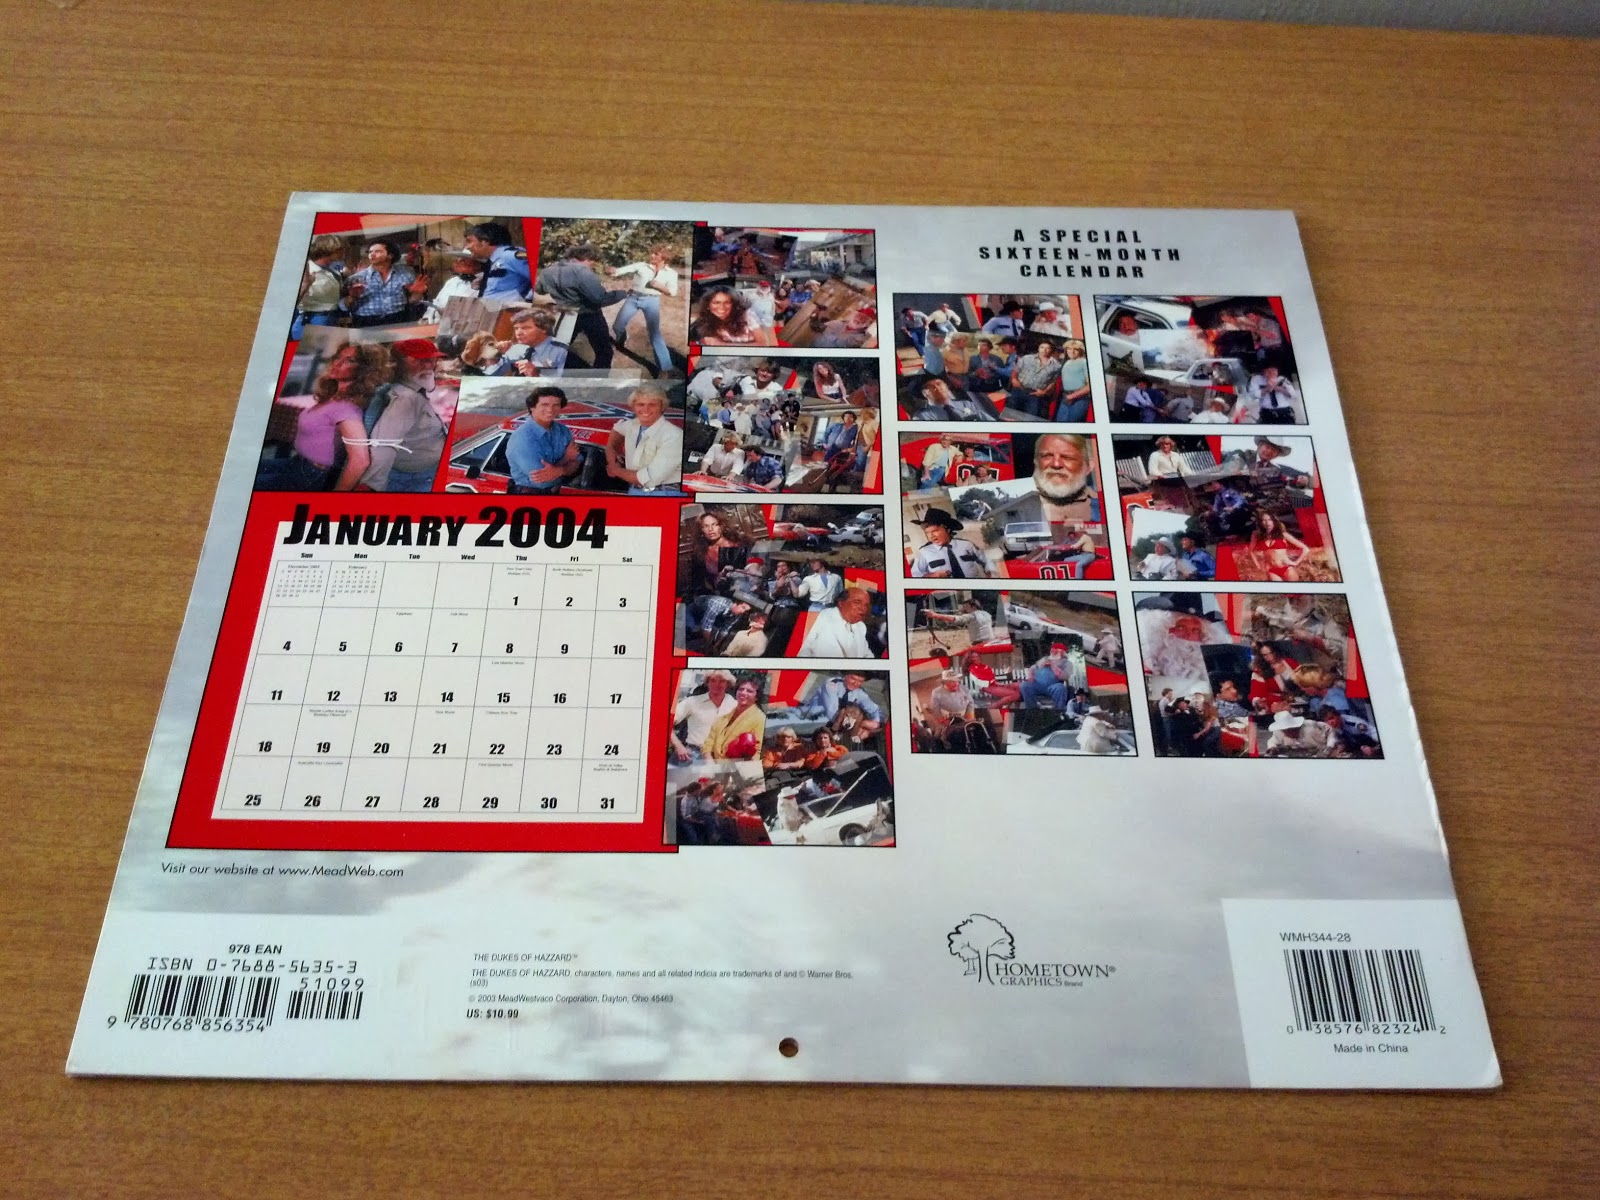 A SPECIAL
SIXTEEN-MONTH
CALENDAR
JANUARY 2004
Sun Mon Tue Wed Thu Fri Sat
1 2 3
4 5 6 7 8 9 10
11 12 13 14 15 16 17
18 19 20 21 22 23 24
25 26 27 28 29 30 31
Visit our website at www.MeadWeb.com
978 EAN
ISBN 0-7688-5635-3
51099
9 780768 856354
THE DUKES OF HAZZARD™
THE DUKES OF HAZZARD, characters, names and all related indicia are trademarks of and © Warner Bros.
(s03)
© 2003 MeadWestvaco Corporation, Dayton, Ohio 45463
US: $10.99
HOMETOWN®
GRAPHICS Brand
WMH344-28
0 38576 82324 2
Made in China